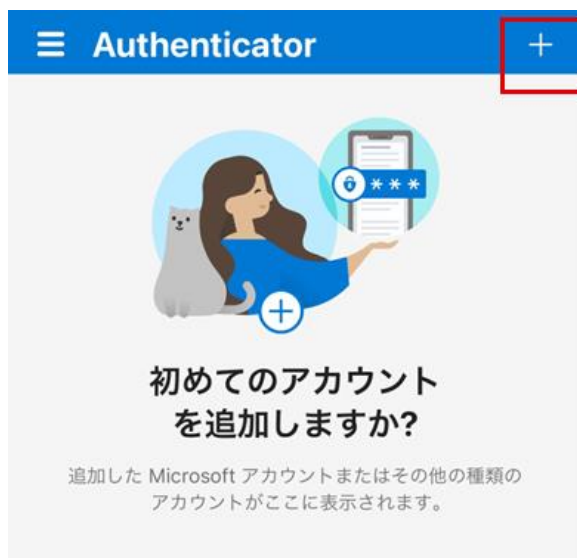 Authenticator
***
初めてのアカウント
を追加しますか?
追加した Microsoft アカウントまたはその他の種類の
アカウントがここに表示されます。